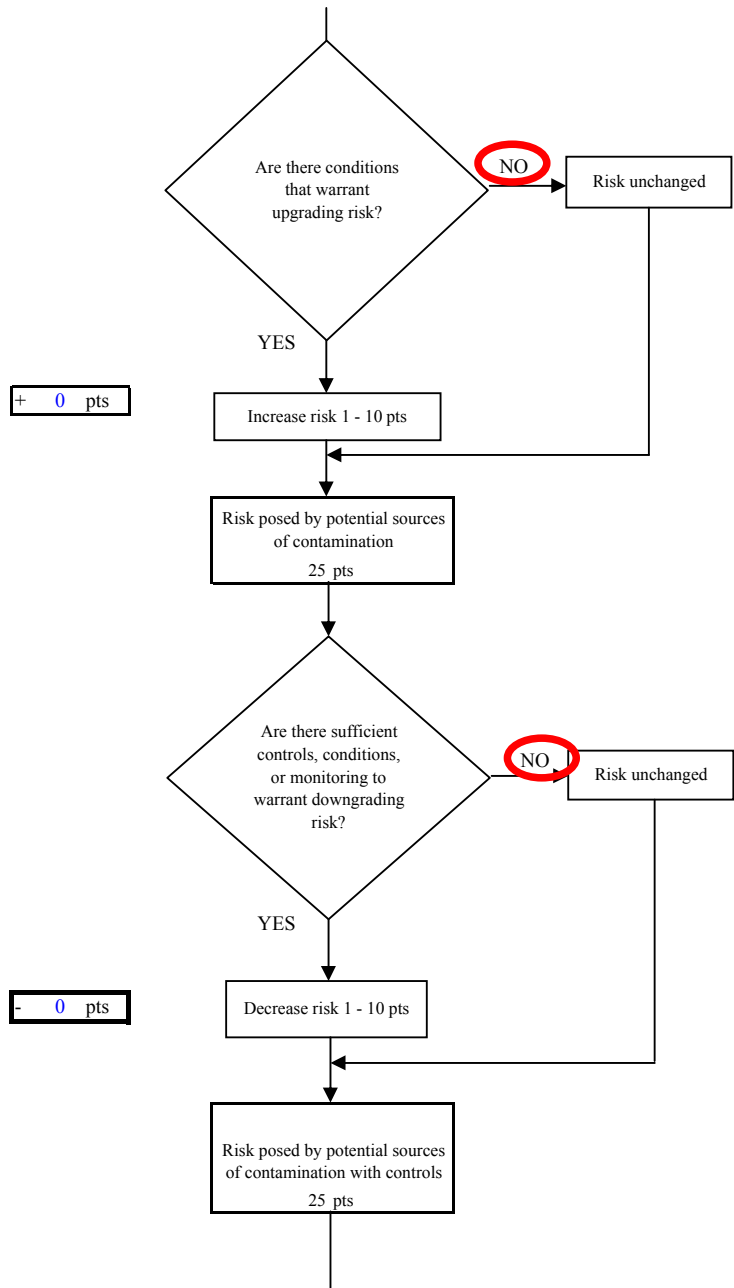 Are there conditions
that warrant
upgrading risk?
NO
Risk unchanged
YES
+ 0 pts
Increase risk 1 - 10 pts
Risk posed by potential sources
of contamination
25 pts
Are there sufficient
controls, conditions,
or monitoring to
warrant downgrading
risk?
NO
Risk unchanged
YES
- 0 pts
Decrease risk 1 - 10 pts
Risk posed by potential sources
of contamination with controls
25 pts